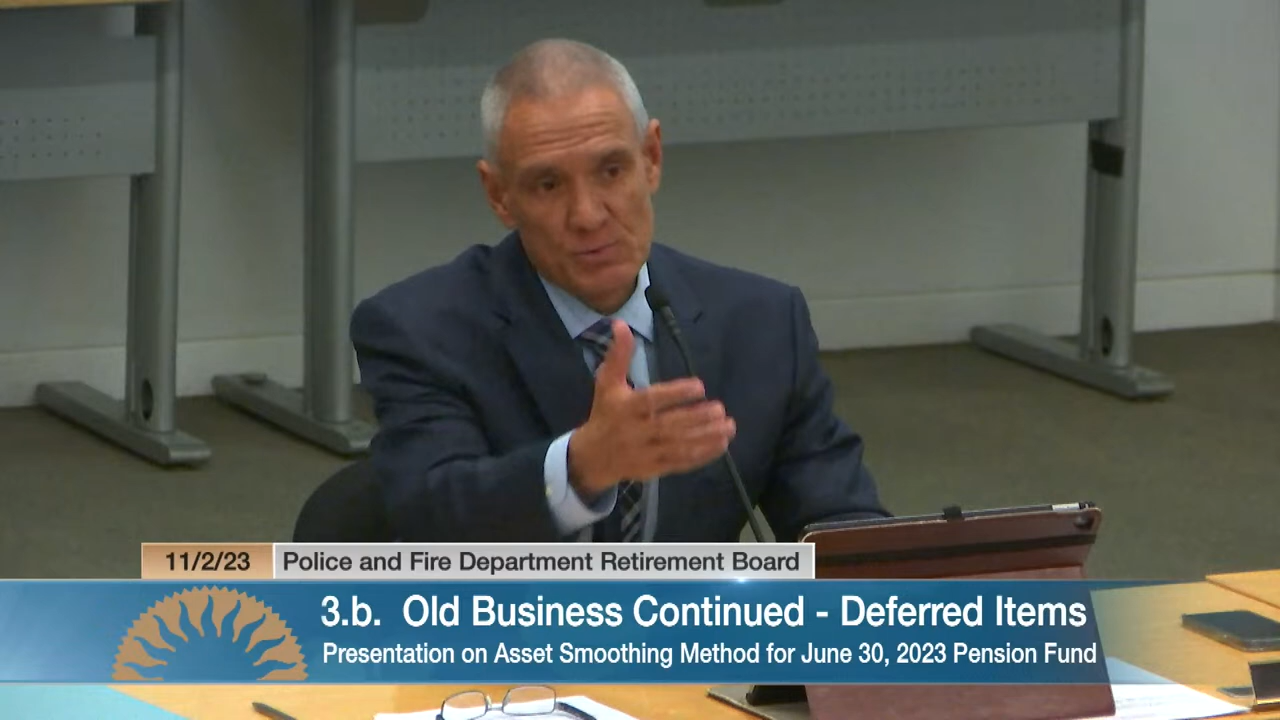 11/2/23 Police and Fire Department Retirement Board
3.b. Old Business Continued - Deferred Items
Presentation on Asset Smoothing Method for June 30, 2023 Pension Fund